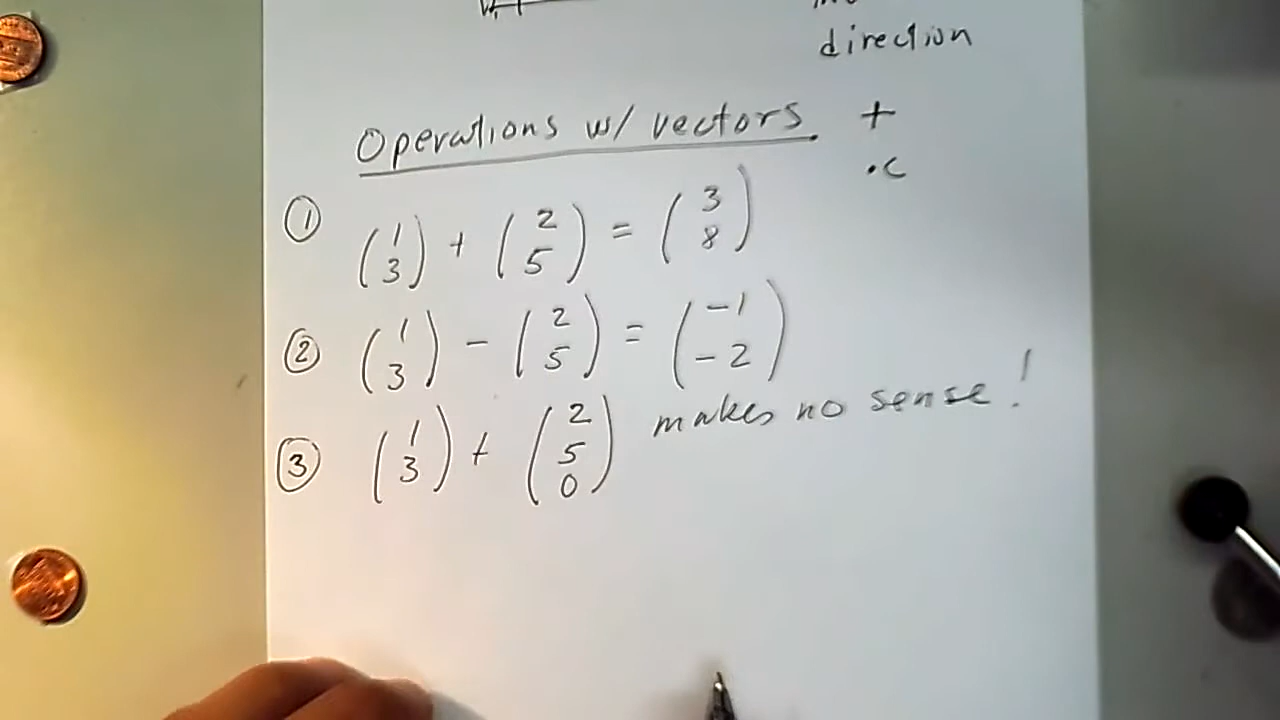 direction
Operations w/ vectors. +
·c
① (1 3) + (2 5) = (3 8)
② (1 3) - (2 5) = (-1 -2)
③ (1 3) + (2 5 0) makes no sense!